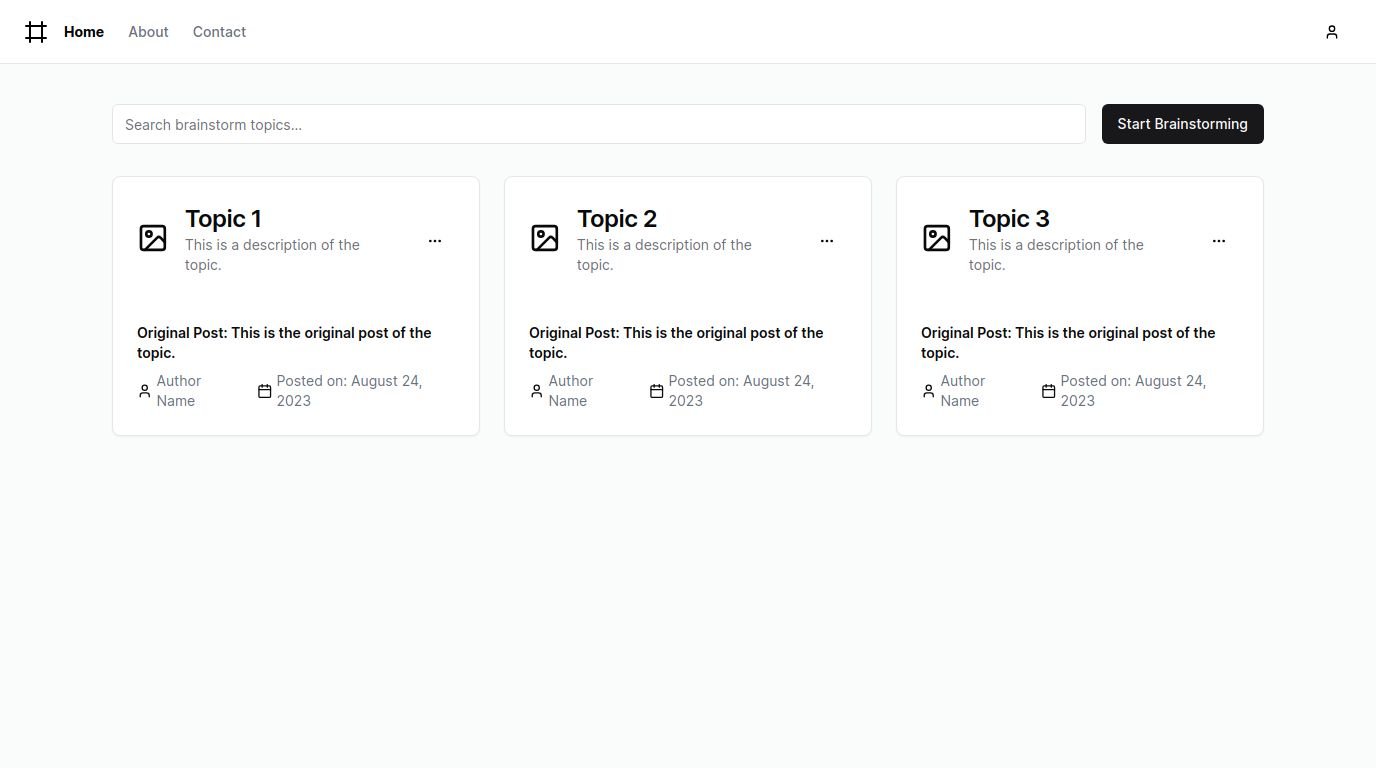 Home About Contact
Search brainstorm topics...
Start Brainstorming
Topic 1
This is a description of the
topic.
Original Post: This is the original post of the
topic.
Author
Name
Posted on: August 24,
2023
Topic 2
This is a description of the
topic.
Original Post: This is the original post of the
topic.
Author
Name
Posted on: August 24,
2023
Topic 3
This is a description of the
topic.
Original Post: This is the original post of the
topic.
Author
Name
Posted on: August 24,
2023